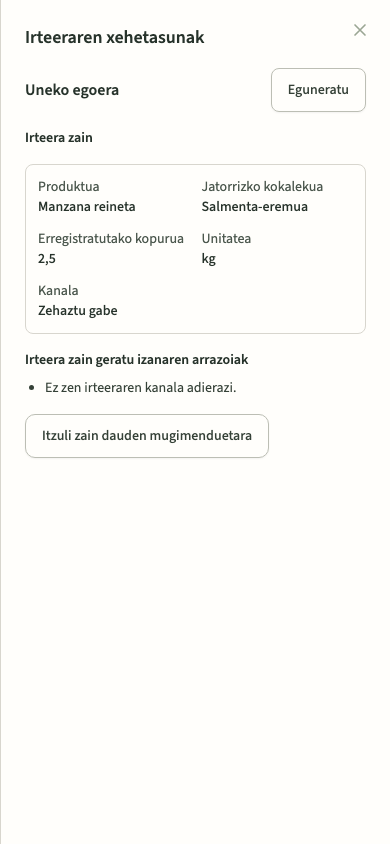 Irteeraren xehetasunak
Uneko egoera
Eguneratu
Irteera zain
Produktua
Manzana reineta
Jatorrizko kokalekua
Salmenta-eremua
Erregistratutako kopurua
2,5
Unitatea
kg
Kanala
Zehaztu gabe
Irteera zain geratu izanaren arrazoiak
Ez zen irteeraren kanala adierazi.
Itzuli zain dauden mugimenduetara